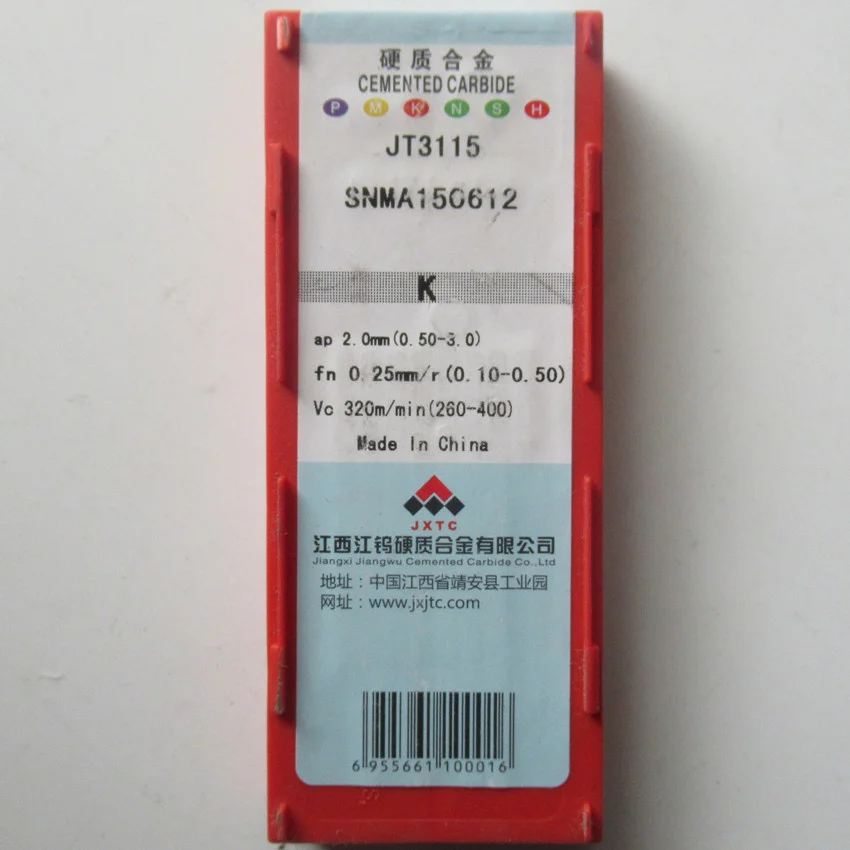 硬质合金
CEMENTED CARBIDE
P M K N S H
JT3115
SNMA150612
K
ap 2.0mm(0.50-3.0)
fn 0.25mm/r(0.10-0.50)
Vc 320m/min(260-400)
Made In China
JXTC
江西江钨硬质合金有限公司
Jiangxi Jiangwu Cemented Carbide Co.,Ltd
地址：中国江西省靖安县工业园
网址：www.jxjtc.com
6 955661 100016